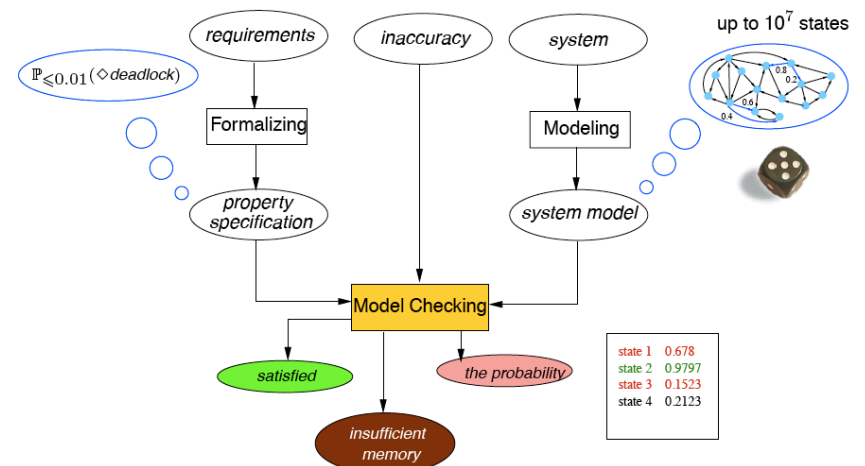 up to 10⁷ states
requirements
inaccuracy
system
ℙ⩽0.01(◇deadlock)
0.8
0.2
0.6
0.4
Formalizing
Modeling
property
specification
system model
Model Checking
satisfied
the probability
insufficient
memory
state 1 0.678
state 2 0.9797
state 3 0.1523
state 4 0.2123